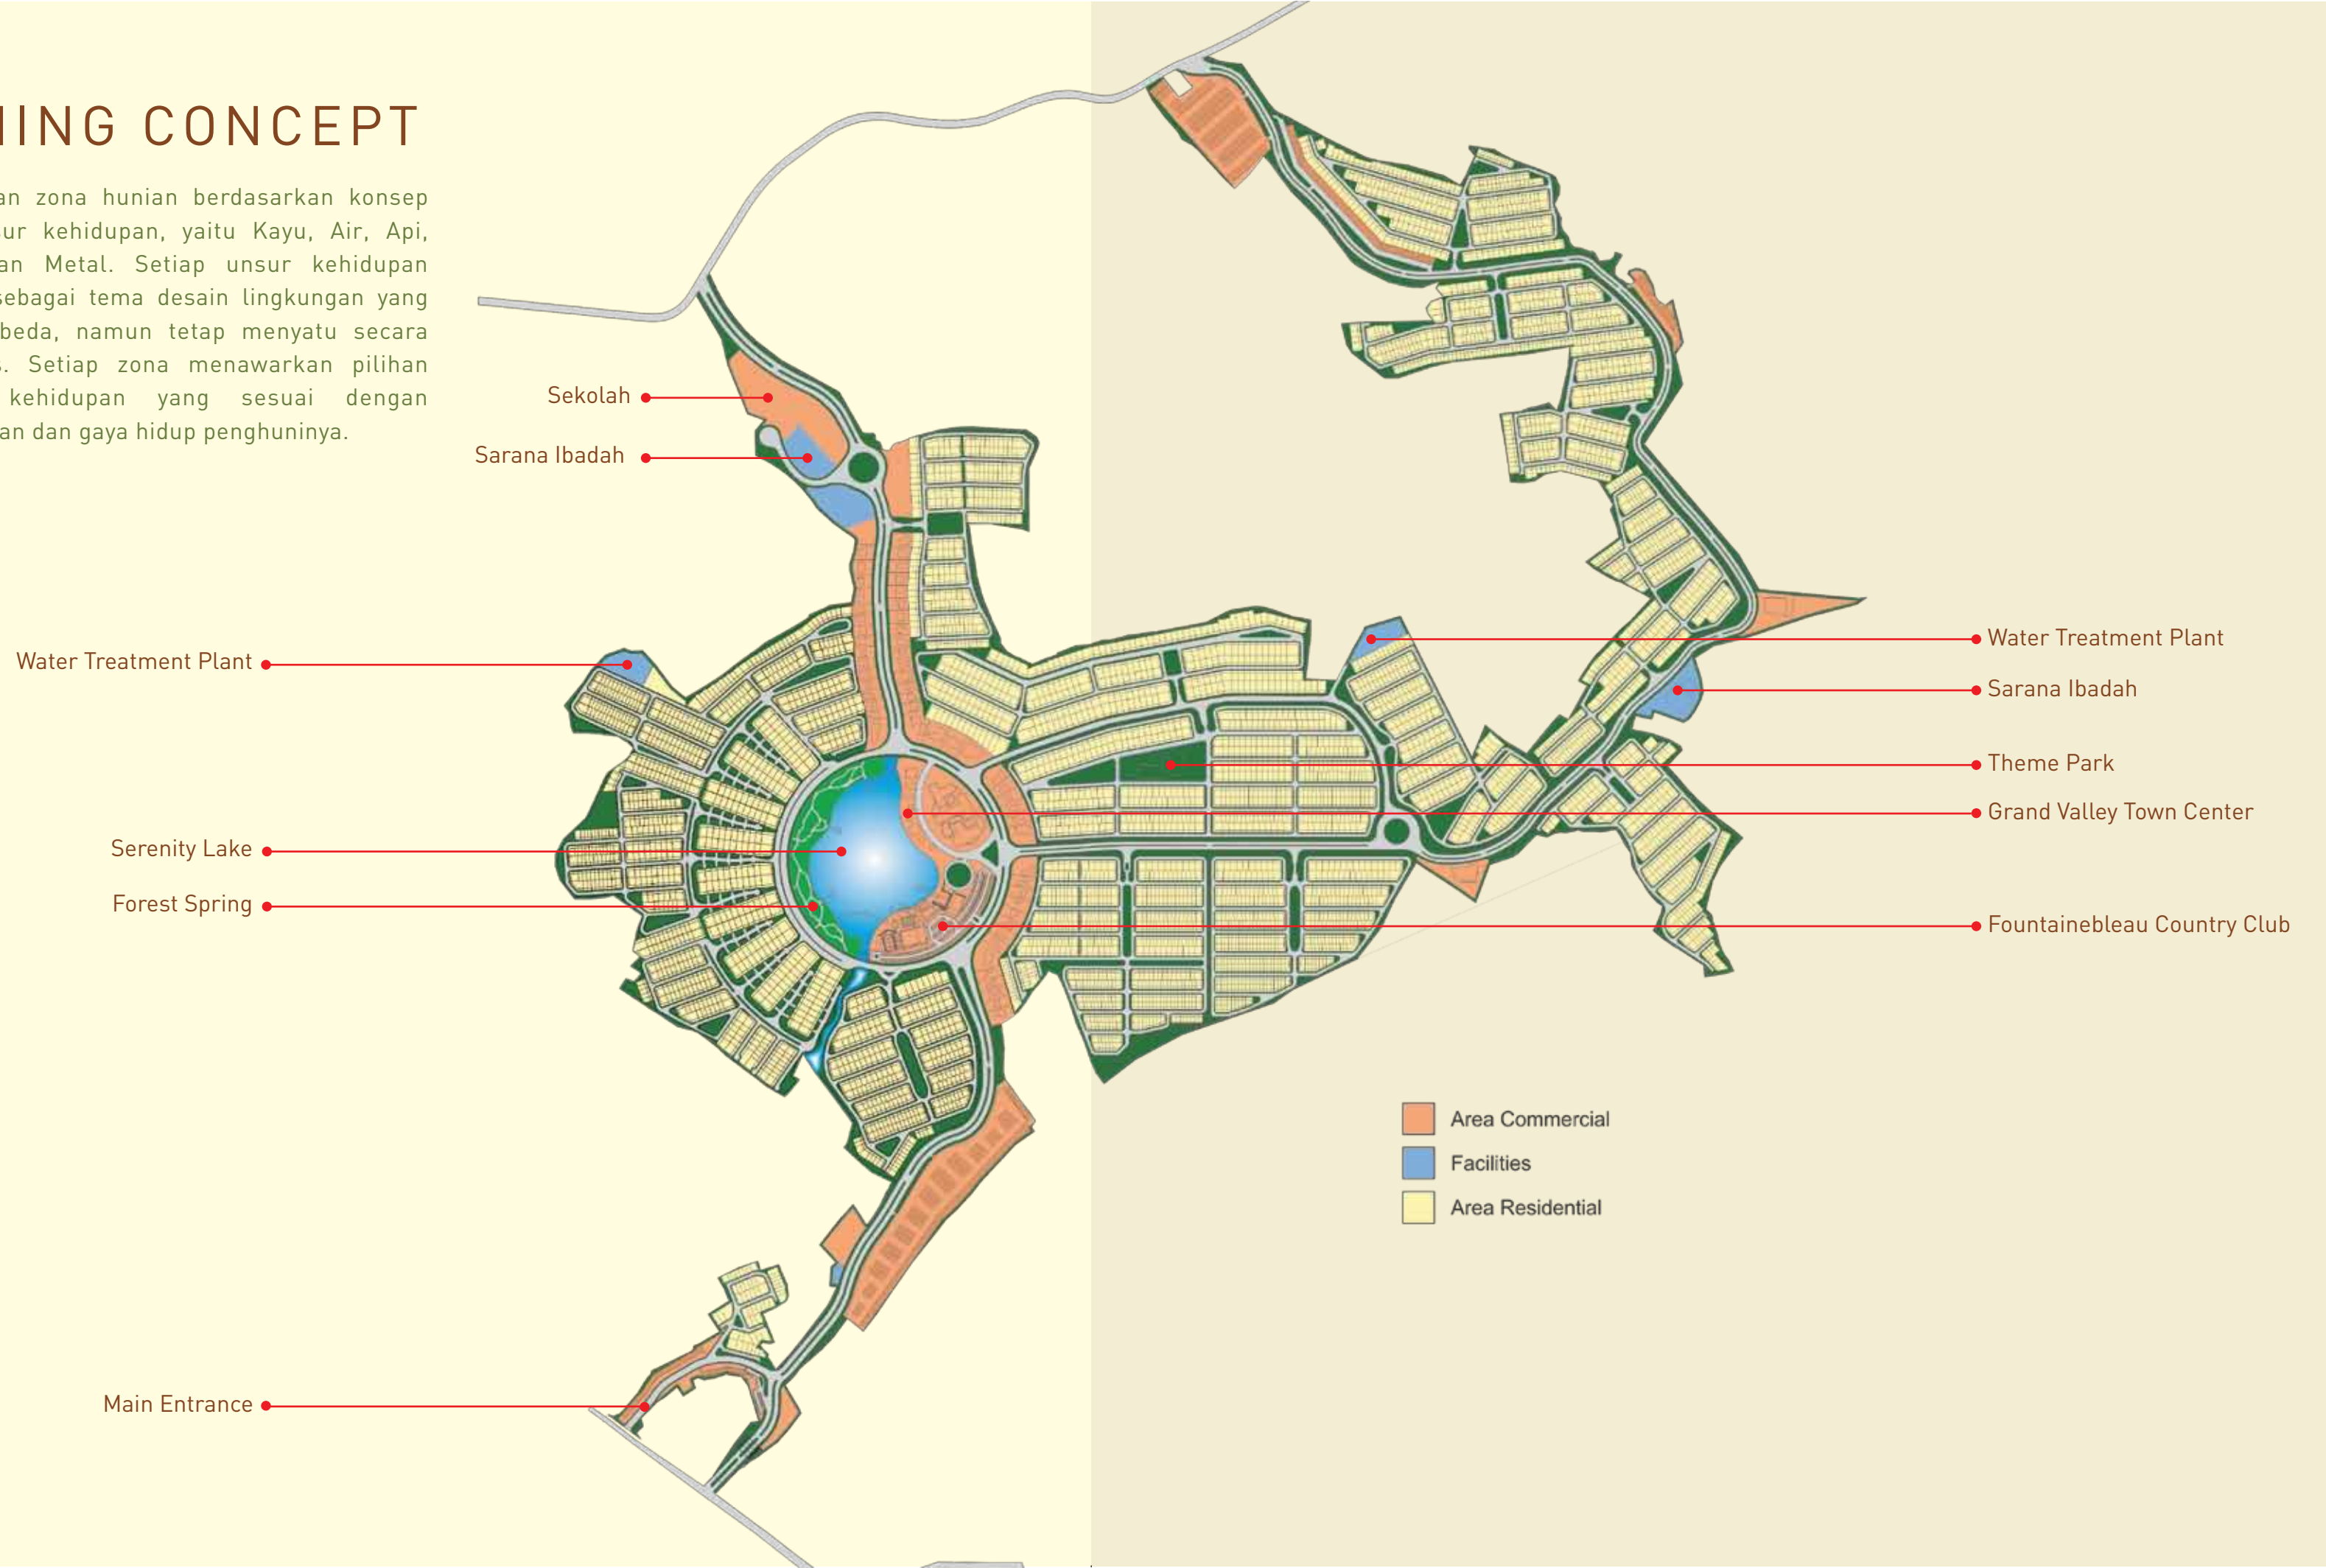 NING CONCEPT
an zona hunian berdasarkan konsep
ur kehidupan, yaitu Kayu, Air, Api,
an Metal. Setiap unsur kehidupan
sebagai tema desain lingkungan yang
beda, namun tetap menyatu secara
s. Setiap zona menawarkan pilihan
kehidupan yang sesuai dengan
an dan gaya hidup penghuninya.
Sekolah
Sarana Ibadah
Water Treatment Plant
Serenity Lake
Forest Spring
Main Entrance
Water Treatment Plant
Sarana Ibadah
Theme Park
Grand Valley Town Center
Fountainebleau Country Club
Area Commercial
Facilities
Area Residential